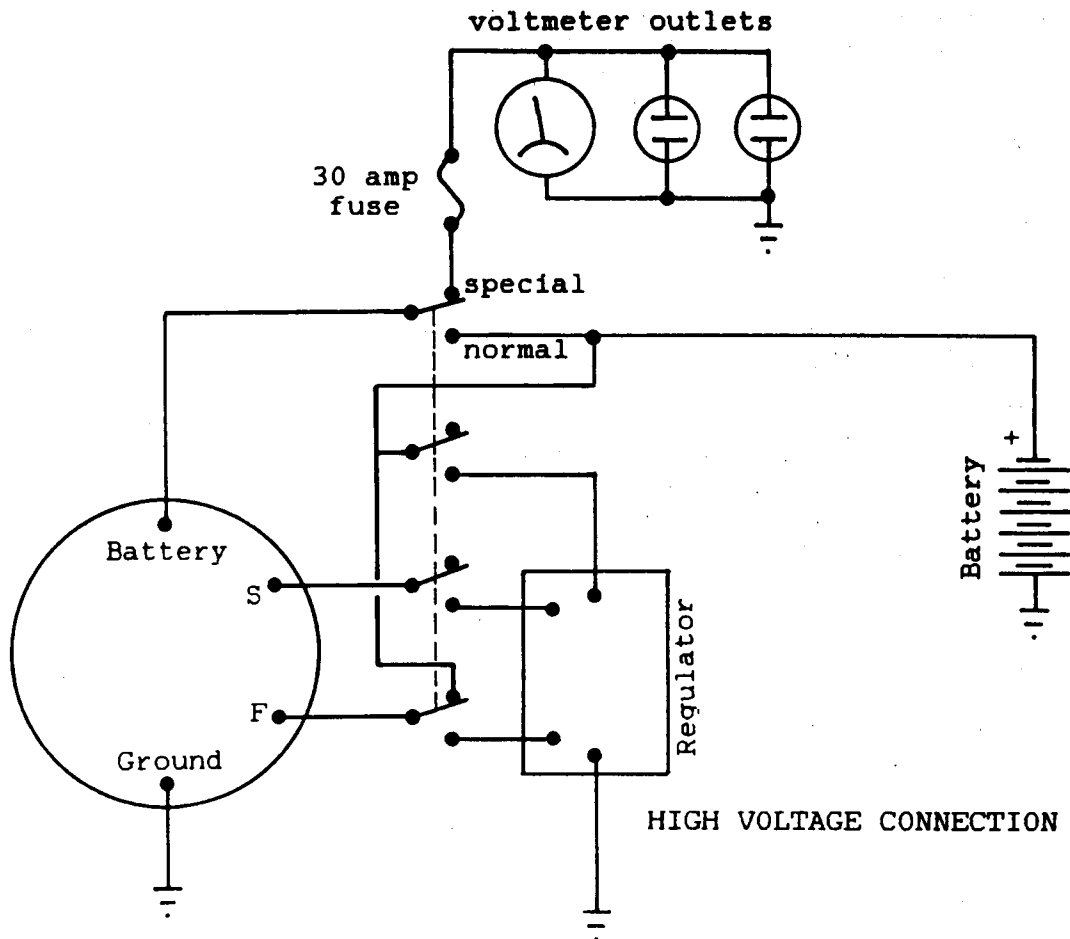 voltmeter outlets
30 amp
fuse
special
normal
+
Battery
Battery
S
Regulator
F
Ground
HIGH VOLTAGE CONNECTION